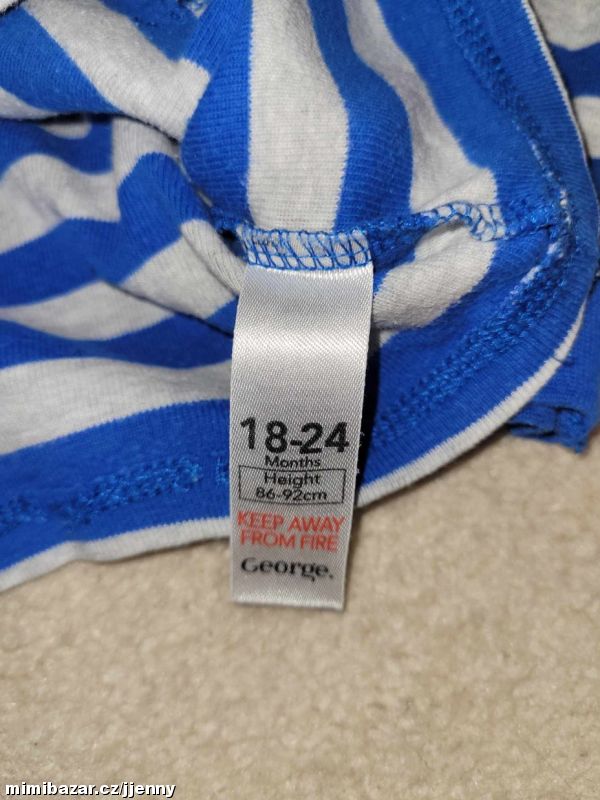 18-24
Months
Height
86-92cm
KEEP AWAY
FROM FIRE
George.
mimibazar.cz/jjenny